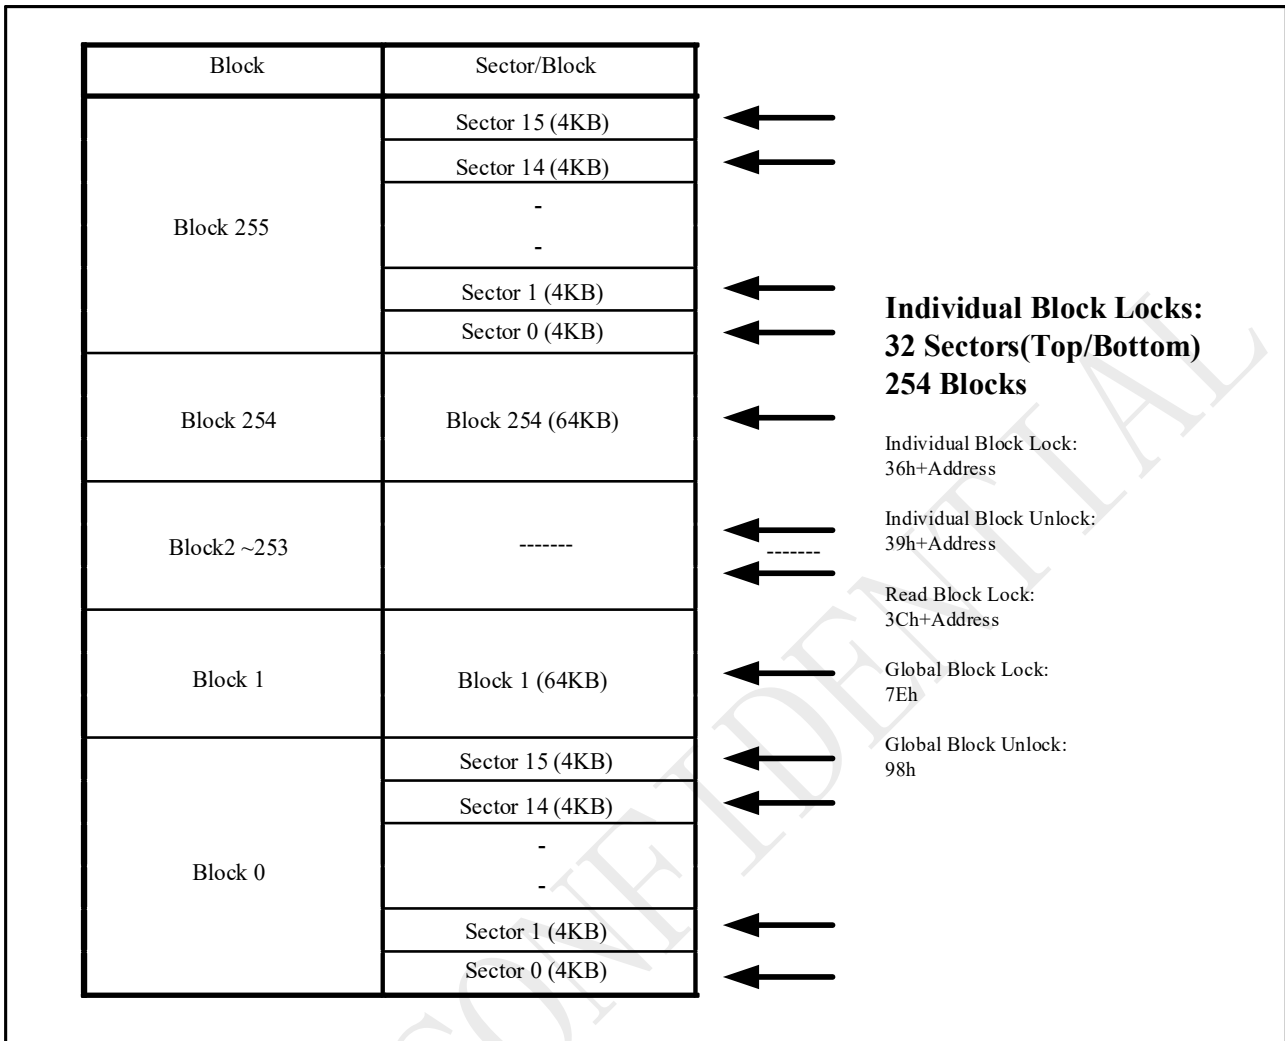 Block Sector/Block
Sector 15 (4KB)
Sector 14 (4KB)
-
Block 255
-
Sector 1 (4KB)
Sector 0 (4KB)
Block 254 Block 254 (64KB)
Block2 ~253 ------- -------
Block 1 Block 1 (64KB)
Sector 15 (4KB)
Sector 14 (4KB)
-
Block 0
-
Sector 1 (4KB)
Sector 0 (4KB)
Individual Block Locks:
32 Sectors(Top/Bottom)
254 Blocks
Individual Block Lock:
36h+Address
Individual Block Unlock:
39h+Address
Read Block Lock:
3Ch+Address
Global Block Lock:
7Eh
Global Block Unlock:
98h
CONFIDENTIAL